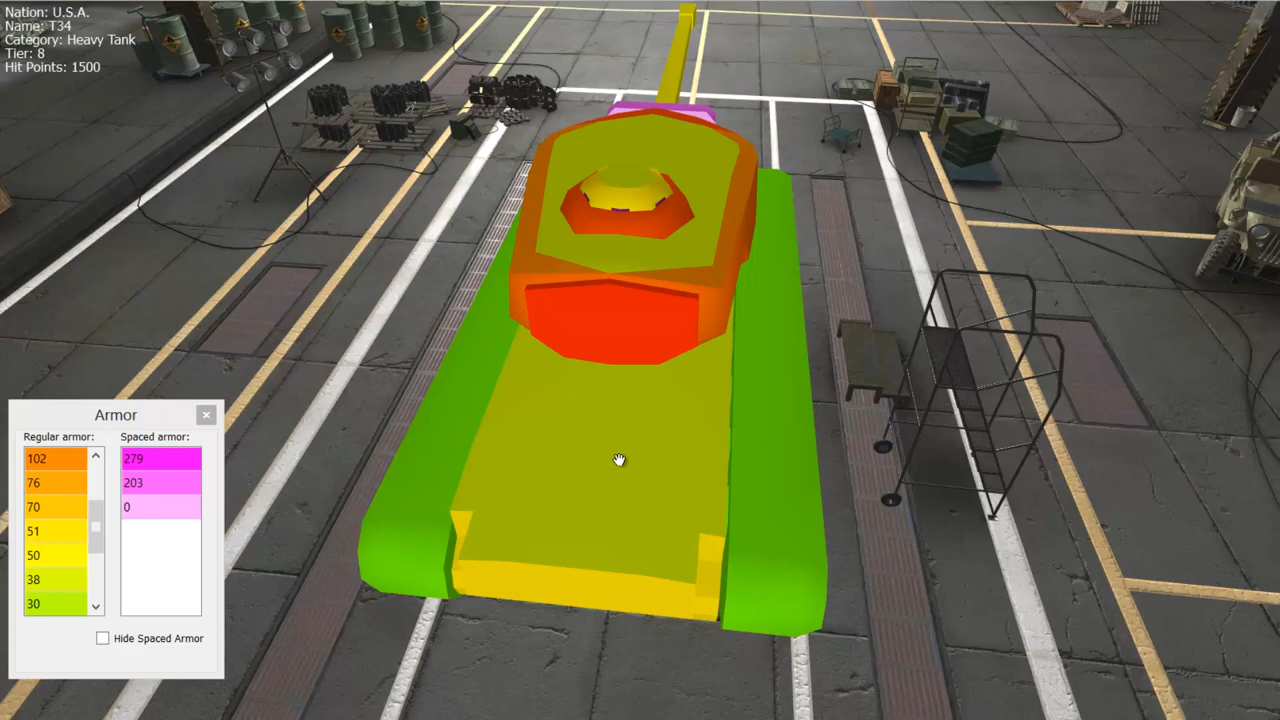 Nation: U.S.A.
Name: T34
Category: Heavy Tank
Tier: 8
Hit Points: 1500
Armor
Regular armor:
Spaced armor:
102
279
76
203
70
0
51
50
38
30
Hide Spaced Armor